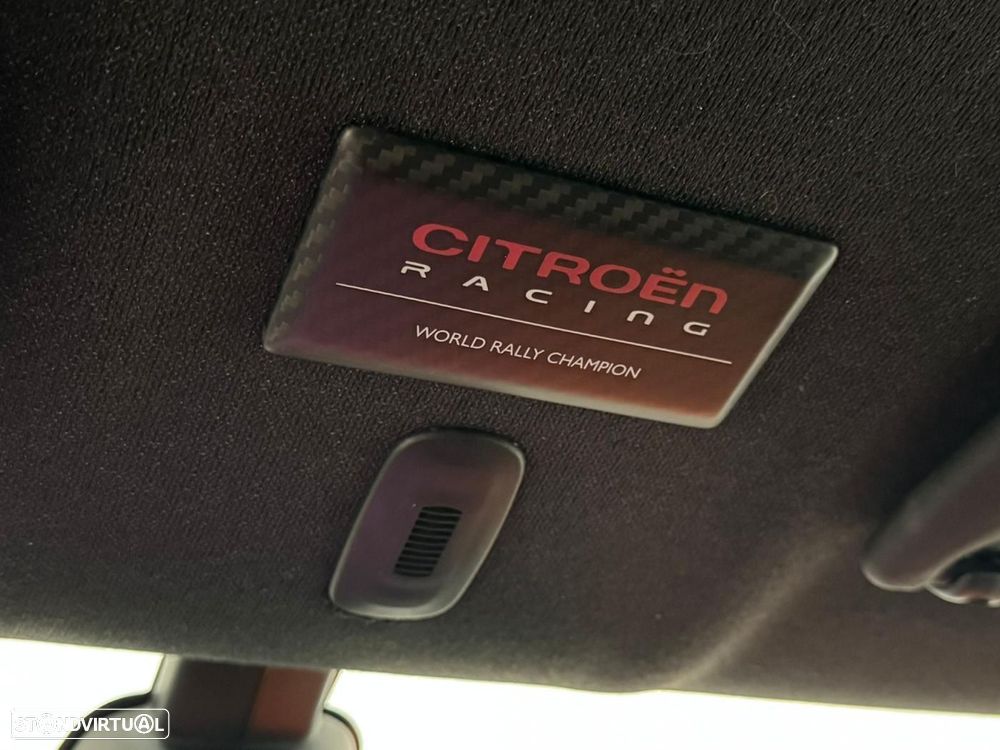 CITROËN
RACING
WORLD RALLY CHAMPION
STANDVIRTUAL